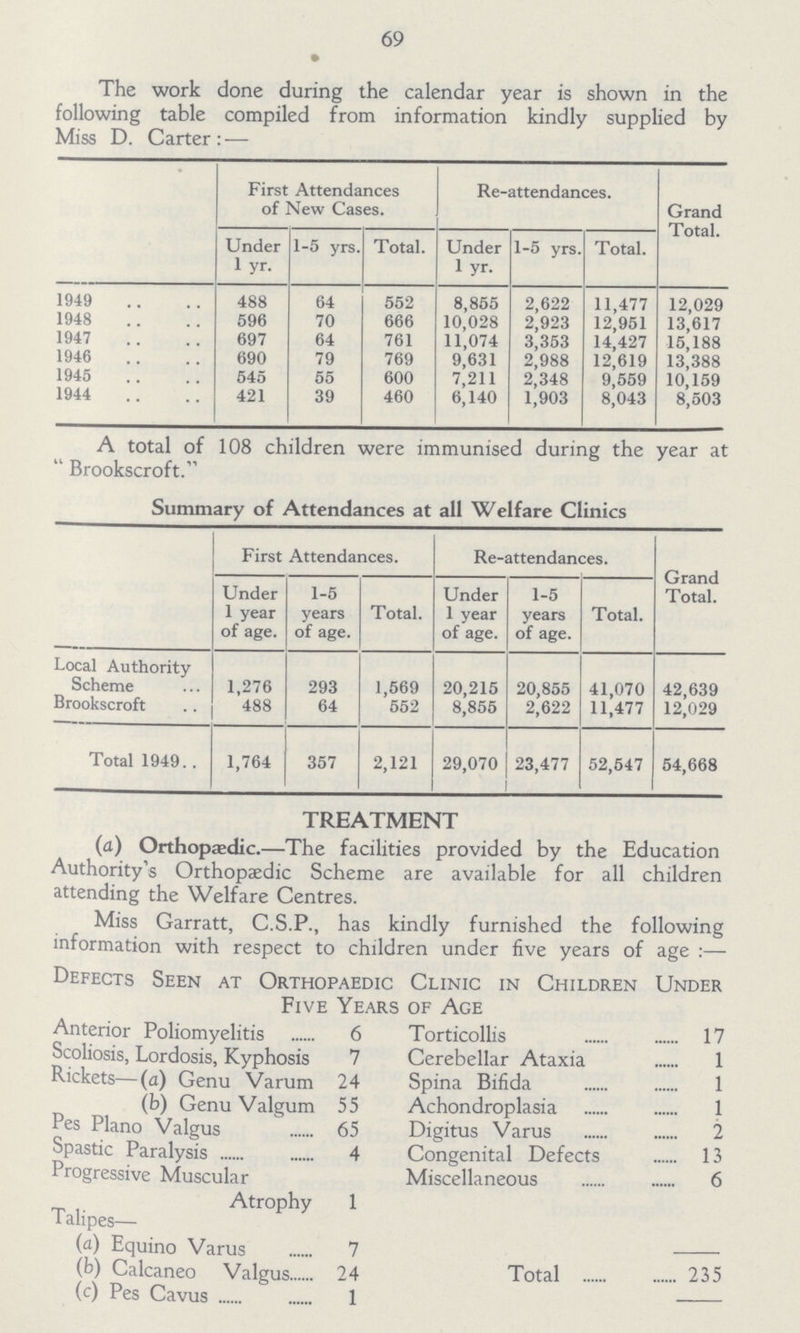 69
The work done during the calendar year is shown in the
following table compiled from information kindly supplied by
Miss D. Carter :—
First Attendances of New Cases. Re-attendances. Grand Total.
Under 1 yr. 1-5 yrs. Total. Under 1 yr. 1-5 yrs. Total.
1949 .. .. 488 64 552 8,855 2,622 11,477 12,029
1948 .. .. 596 70 666 10,028 2,923 12,951 13,617
1947 .. .. 697 64 761 11,074 3,353 14,427 15,188
1946 .. .. 690 79 769 9,631 2,988 12,619 13,388
1945 .. .. 545 55 600 7,211 2,348 9,559 10,159
1944 .. .. 421 39 460 6,140 1,903 8,043 8,503
A total of 108 children were immunised during the year at
" Brookscroft."
Summary of Attendances at all Welfare Clinics
First Attendances. Re-attendances. Grand Total.
Under 1 year of age. 1-5 years of age. Total. Under 1 year of age. 1-5 years of age. Total.
Local Authority
Scheme ... 1,276 293 1,569 20,215 20,855 41,070 42,639
Brookscroft .. 488 64 552 8,855 2,622 11,477 12,029
Total 1949.. 1,764 357 2,121 29,070 23,477 52,547 54,668
TREATMENT
(a) Orthopædic.—The facilities provided by the Education
Authority's Orthopædic Scheme are available for all children
attending the Welfare Centres.
Miss Garratt, C.S.P., has kindly furnished the following
information with respect to children under five years of age :—
Defects Seen at Orthopaedic Clinic in Children Under
Five Years of Age
Anterior Poliomyelitis ...... 6 Torticollis ...... ...... 17
Scoliosis, Lordosis, Kyphosis 7 Cerebellar Ataxia ...... 1
Rickets—(a) Genu Varum 24 Spina Bifida ...... ...... 1
(b) Genu Valgum 55 Achondroplasia ...... ...... 1
Pes Plano Valgus ...... 65 Digitus Varus ...... ...... 2
Spastic Paralysis ...... ...... 4 Congenital Defects ...... 13
Progressive Muscular Miscellaneous ...... ...... 6
Atrophy 1
Talipes—
(a) Equino Varus ...... 7
(b) Calcaneo Valgus...... 24 Total ...... ...... 235
(c) Pes Cavus ...... ...... 1